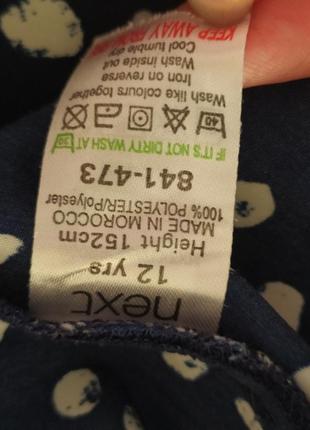 next
12 yrs
Height 152cm
MADE IN MOROCCO
100% POLYESTER/Polyester
841-473
IF IT'S NOT DIRTY WASH AT 30
40
Wash like colours together
Iron on reverse
Wash inside out
Cool tumble dry
KEEP AWAY FROM